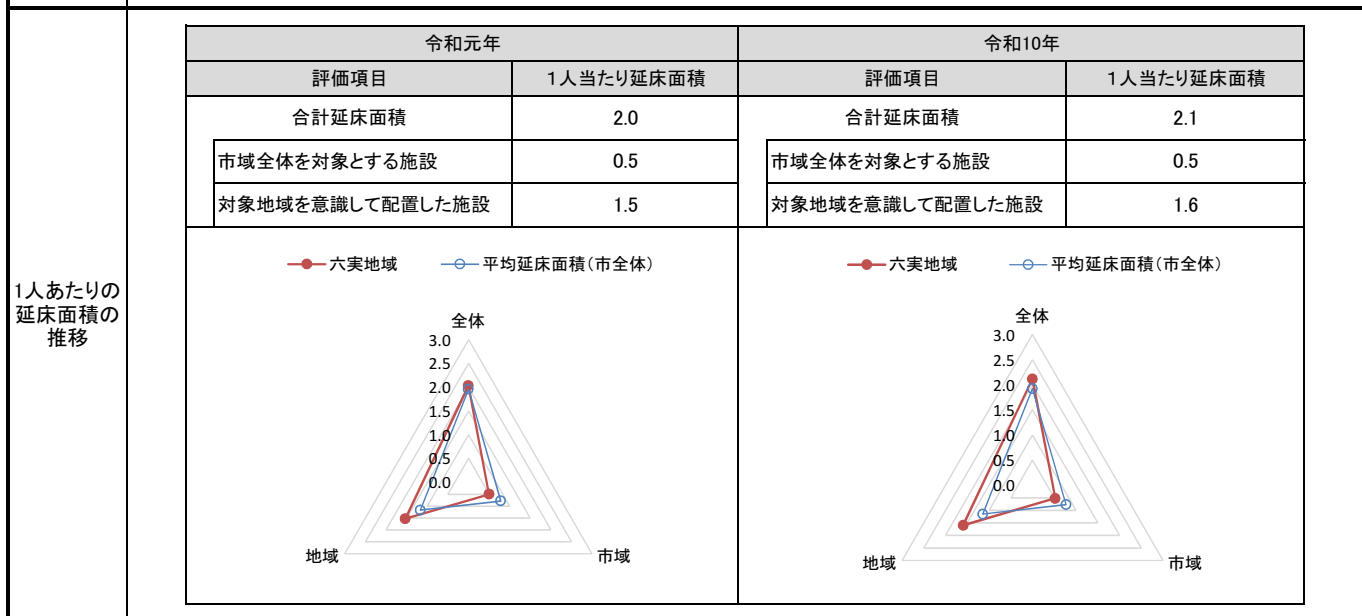 令和元年 令和10年
評価項目 1人当たり延床面積 評価項目 1人当たり延床面積
合計延床面積 2.0 合計延床面積 2.1
市域全体を対象とする施設 0.5 市域全体を対象とする施設 0.5
対象地域を意識して配置した施設 1.5 対象地域を意識して配置した施設 1.6
1人あたりの
延床面積の
推移
六実地域 平均延床面積(市全体)
全体
3.0
2.5
2.0
1.5
1.0
0.5
0.0
地域 市域
六実地域 平均延床面積(市全体)
全体
3.0
2.5
2.0
1.5
1.0
0.5
0.0
地域 市域